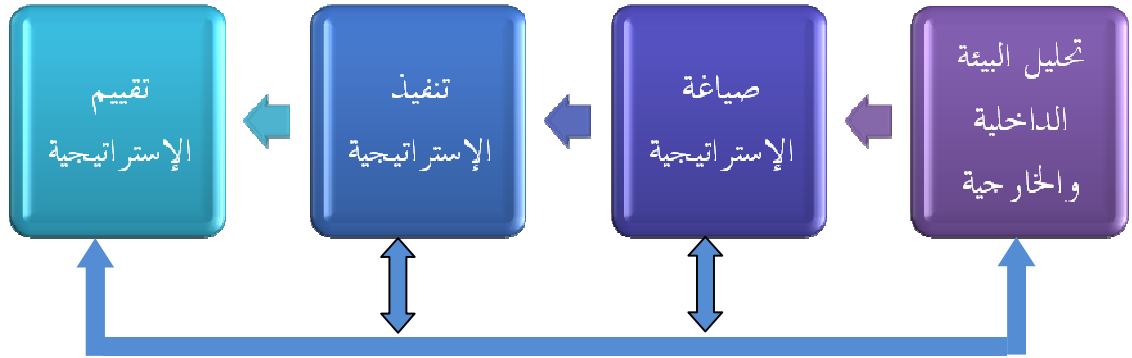 تحليل البيئة
الداخلية
والخارجية
صياغة
الإستراتيجية
تنفيذ
الإستراتيجية
تقييم
الإستراتيجية